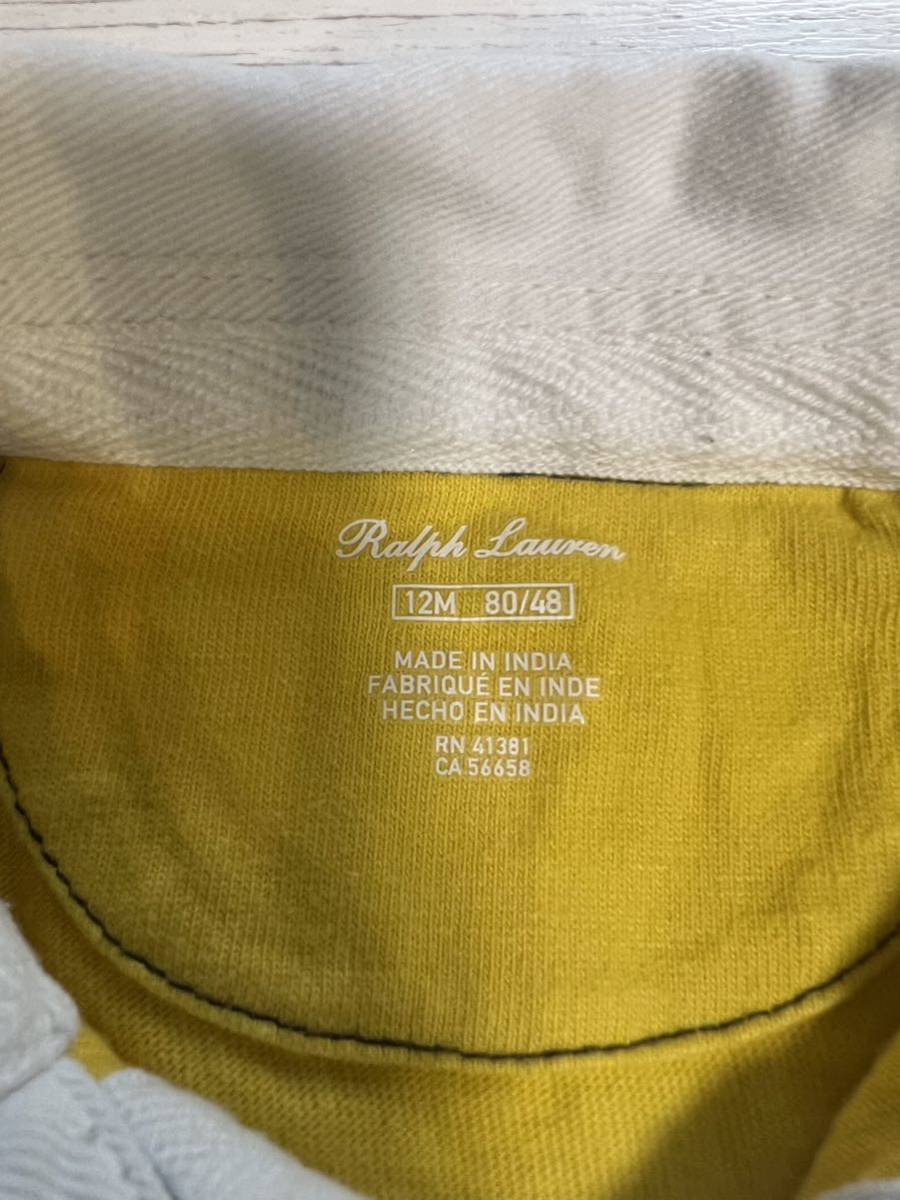 Ralph Lauren
12M 80/48
MADE IN INDIA
FABRIQUÉ EN INDE
HECHO EN INDIA
RN 41381
CA 56658